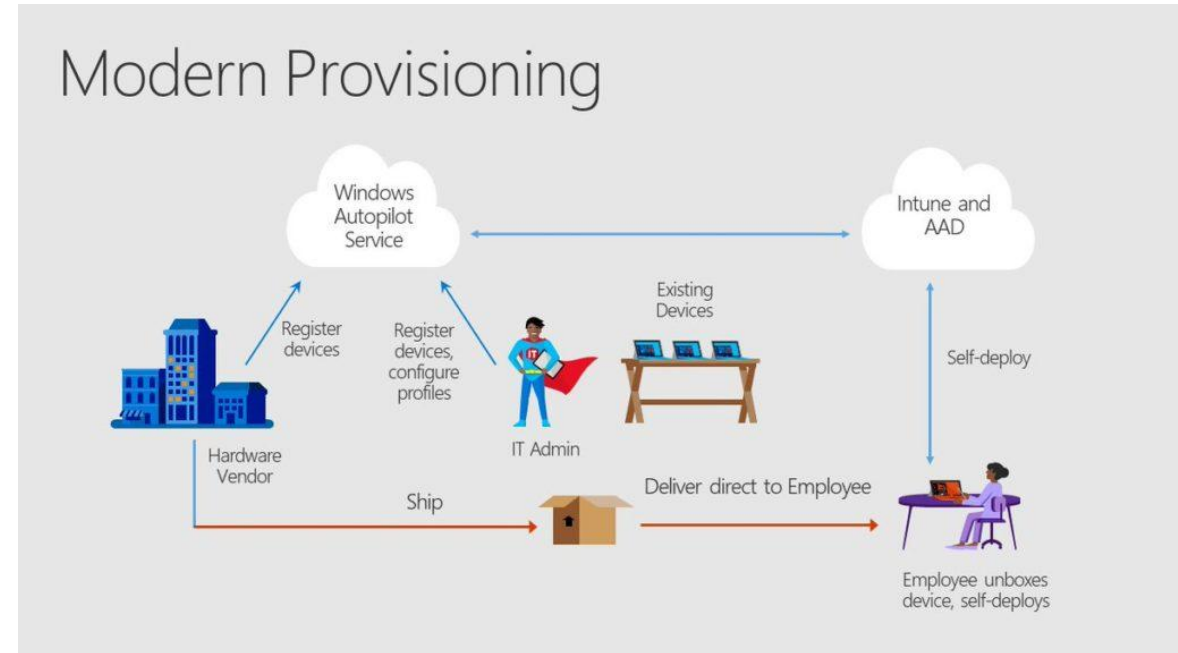 Modern Provisioning
Windows
Autopilot
Service
Intune and
AAD
Register
devices
Register
devices,
configure
profiles
IT
Existing
Devices
Self-deploy
Hardware
Vendor
IT Admin
Ship
Deliver direct to Employee
Employee unboxes
device, self-deploys